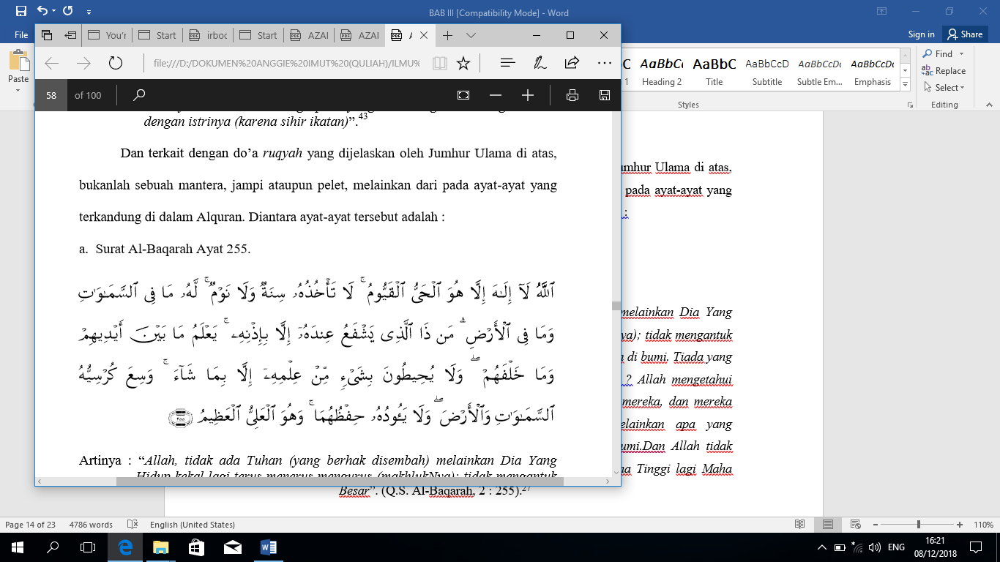 BAB III [Compatibility Mode] - Word
File
Sign in
Share
You'r
Start
irboc
Start
AZAI
AZAI
A
file:///D:/DOKUMEN%20ANGGIE%20IMUT%20(QULIAH)/ILMU%
58 of 100
Paste
AaBbCc
AaBbC
AaBbCcD
AaBbCcDc
AaBbCcDc
1
Heading 2
Title
Subtitle
Subtle Em...
Emphasis
Styles
Find
Replace
Select
Editing
dengan istrinya (karena sihir ikatan)”.43
Dan terkait dengan do’a ruqyah yang dijelaskan oleh Jumhur Ulama di atas,
bukanlah sebuah mantera, jampi ataupun pelet, melainkan dari pada ayat-ayat yang
terkandung di dalam Alquran. Diantara ayat-ayat tersebut adalah :
a. Surat Al-Baqarah Ayat 255.
ٱللَّهُ لَآ إِلَـٰهَ إِلَّا هُوَ ٱلْحَىُّ ٱلْقَيُّومُ ۚ لَا تَأْخُذُهُۥ سِنَةٌ وَلَا نَوْمٌ ۚ لَّهُۥ مَا فِى ٱلسَّمَـٰوَٰتِ
وَمَا فِى ٱلْأَرْضِ ۗ مَن ذَا ٱلَّذِى يَشْفَعُ عِندَهُۥٓ إِلَّا بِإِذْنِهِۦ ۚ يَعْلَمُ مَا بَيْنَ أَيْدِيهِمْ
وَمَا خَلْفَهُمْ ۖ وَلَا يُحِيطُونَ بِشَىْءٍ مِّنْ عِلْمِهِۦٓ إِلَّا بِمَا شَآءَ ۚ وَسِعَ كُرْسِيُّهُ
ٱلسَّمَـٰوَٰتِ وَٱلْأَرْضَ ۖ وَلَا يَـُٔودُهُۥ حِفْظُهُمَا ۚ وَهُوَ ٱلْعَلِىُّ ٱلْعَظِيمُ ٢٥٥
Artinya : “Allah, tidak ada Tuhan (yang berhak disembah) melainkan Dia Yang
Hidup kekal lagi terus menerus mengurus (makhlukNya); tidak mengantuk
Ulama di atas,
pada ayat-ayat yang
:
melainkan Dia Yang
tidak mengantuk
di bumi. Tiada yang
? Allah mengetahui
mereka, dan mereka
apa yang
Dan Allah tidak
Tinggi lagi Maha
Besar”. (Q.S. Al-Baqarah, 2 : 255).27
Page 14 of 23
4786 words
English (United States)
110%
ENG
16:21
08/12/2018